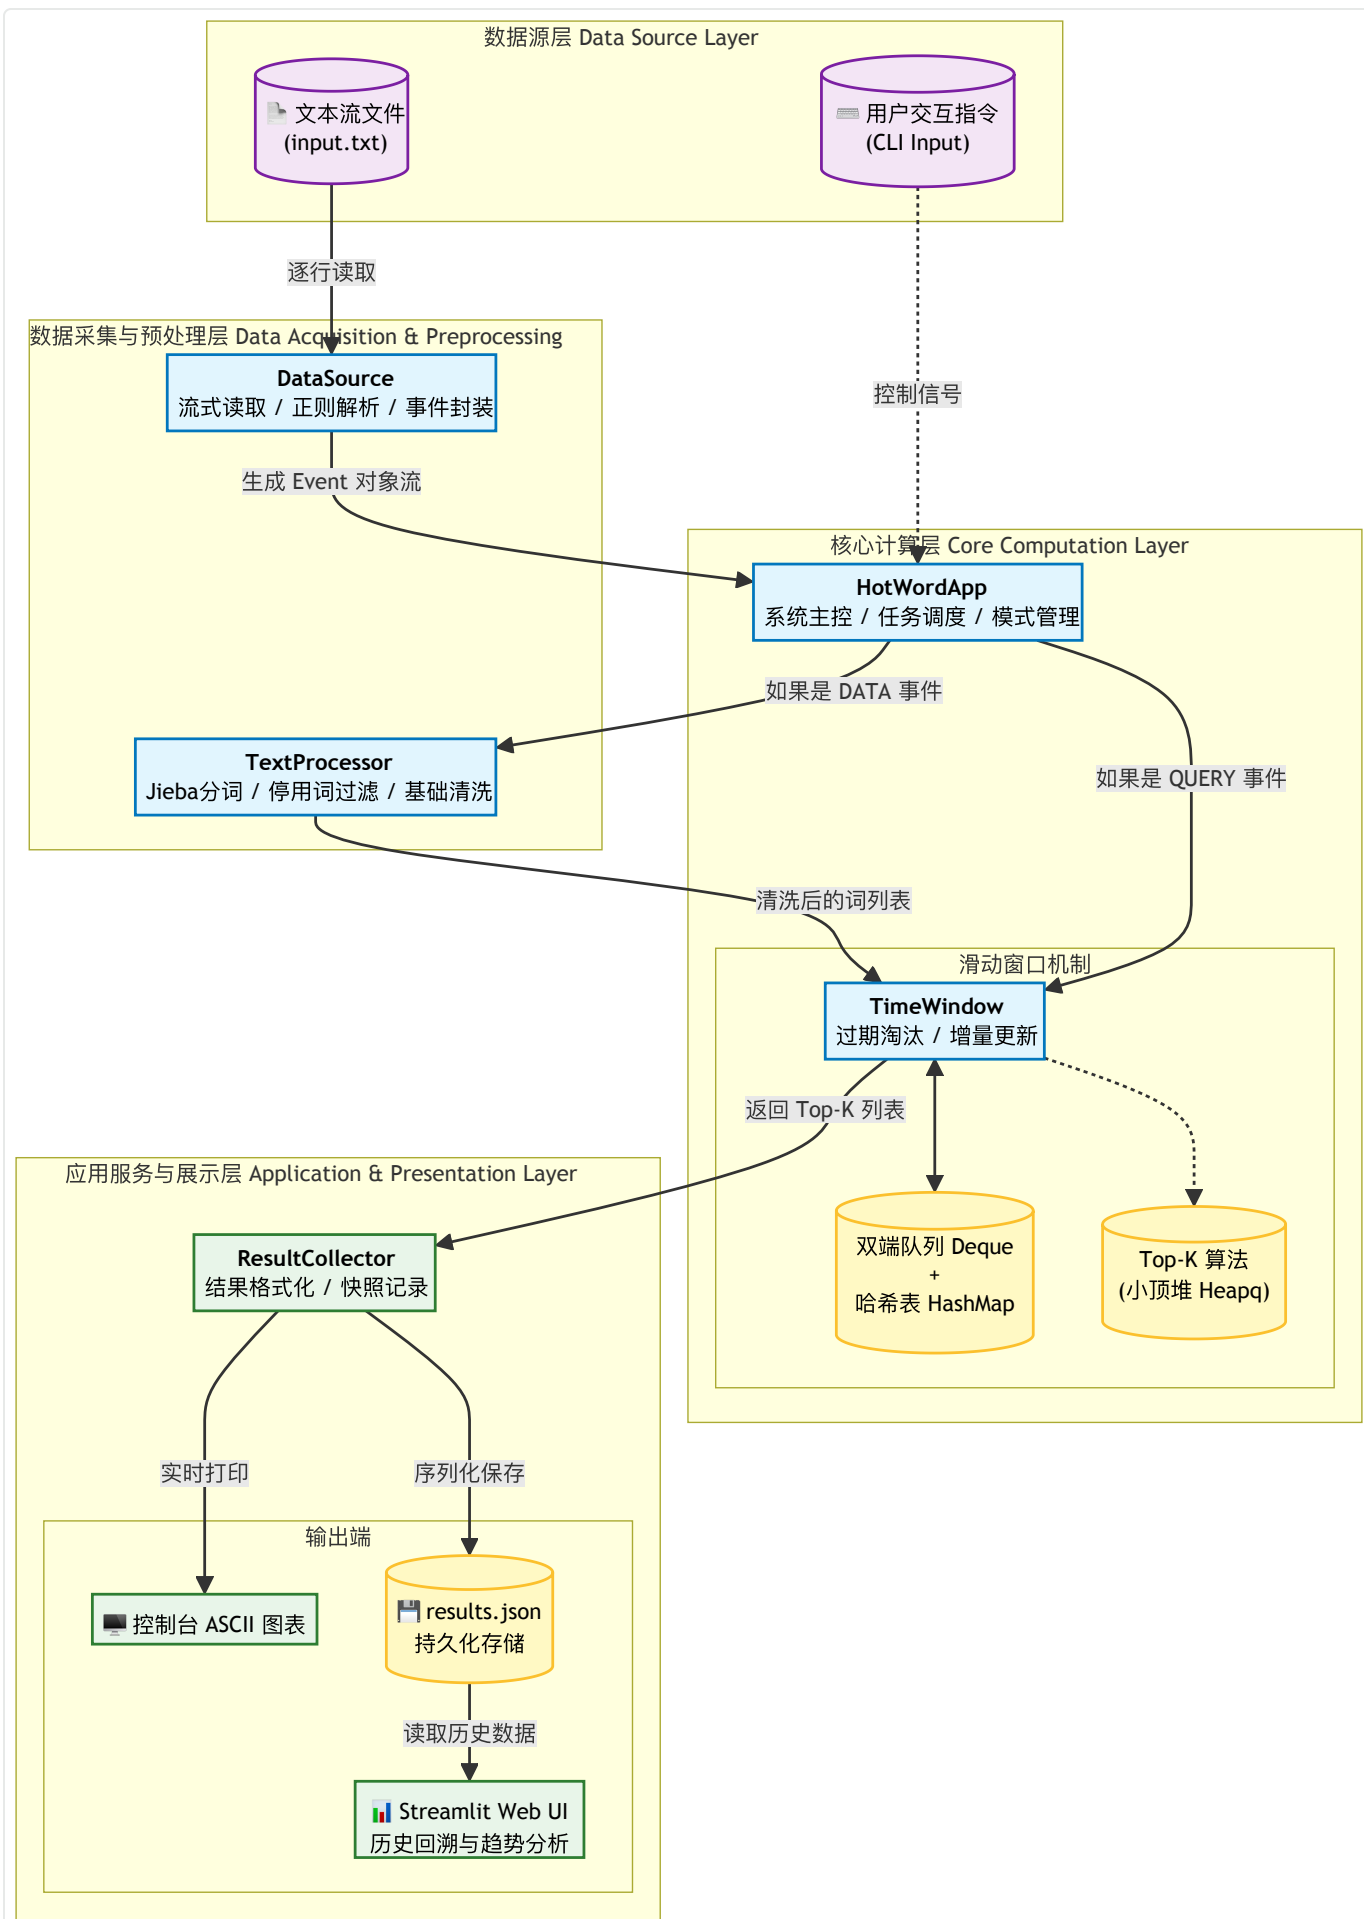 数据源层 Data Source Layer
文本流文件
(input.txt)
用户交互指令
(CLI Input)
逐行读取
控制信号
数据采集与预处理层 Data Acquisition & Preprocessing
DataSource
流式读取 / 正则解析 / 事件封装
生成 Event 对象流
核心计算层 Core Computation Layer
HotWordApp
系统主控 / 任务调度 / 模式管理
如果是 DATA 事件
如果是 QUERY 事件
TextProcessor
Jieba分词 / 停用词过滤 / 基础清洗
清洗后的词列表
滑动窗口机制
TimeWindow
过期淘汰 / 增量更新
返回 Top-K 列表
双端队列 Deque
+
哈希表 HashMap
Top-K 算法
(小顶堆 Heapq)
应用服务与展示层 Application & Presentation Layer
ResultCollector
结果格式化 / 快照记录
实时打印
序列化保存
输出端
控制台 ASCII 图表
results.json
持久化存储
读取历史数据
Streamlit Web UI
历史回溯与趋势分析